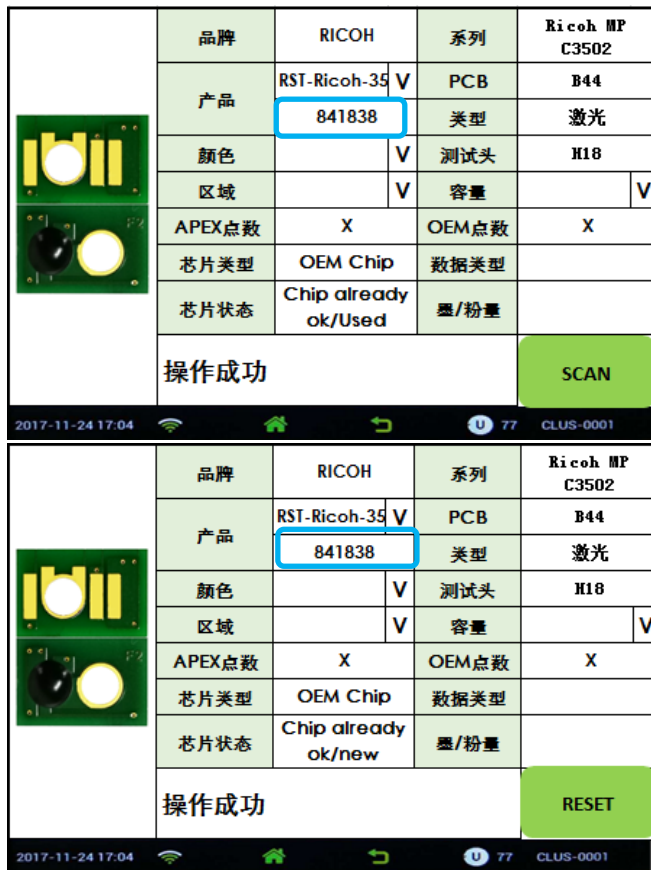 品牌 RICOH 系列 Ricoh MP C3502
产品 RST-Ricoh-35 V PCB B44
841838 类型 激光
颜色 V 测试头 H18
区域 V 容量 V
APEX点数 X OEM点数 X
芯片类型 OEM Chip 数据类型
芯片状态 Chip already ok/Used 墨/粉量
操作成功 SCAN
2017-11-24 17:04 U 77 CLUS-0001
品牌 RICOH 系列 Ricoh MP C3502
产品 RST-Ricoh-35 V PCB B44
841838 类型 激光
颜色 V 测试头 H18
区域 V 容量 V
APEX点数 X OEM点数 X
芯片类型 OEM Chip 数据类型
芯片状态 Chip already ok/new 墨/粉量
操作成功 RESET
2017-11-24 17:04 U 77 CLUS-0001